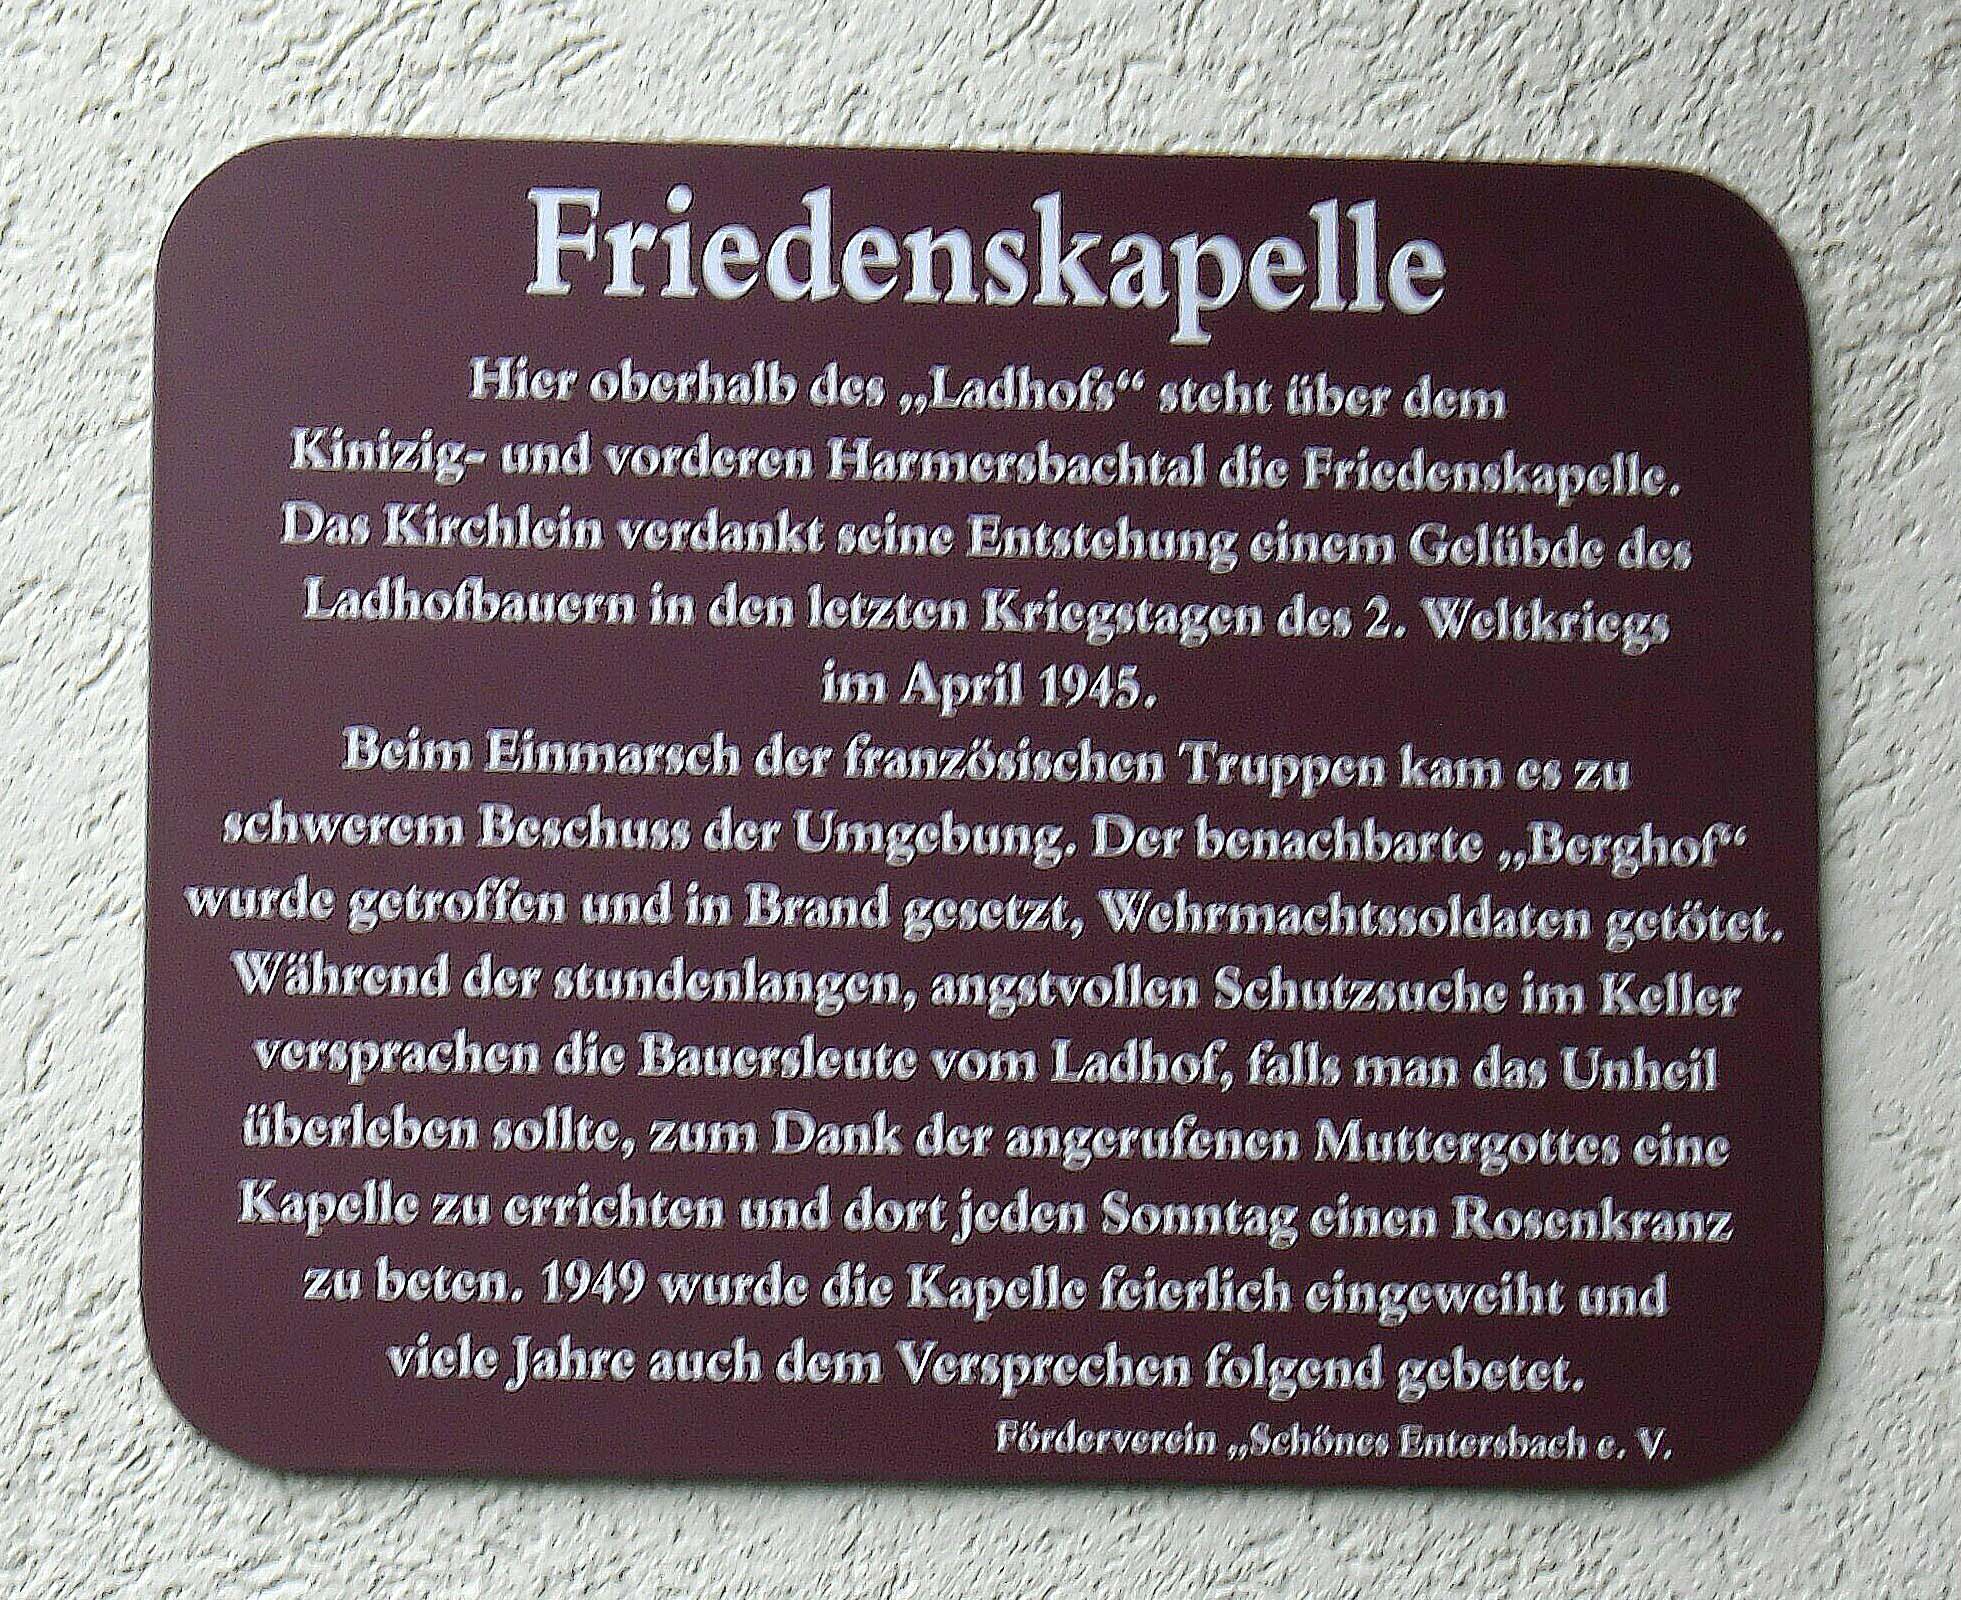 Friedenskapelle
Hier oberhalb des „Ladhofs“ steht über dem
Kinizig- und vorderen Harmersbachtal die Friedenskapelle.
Das Kirchlein verdankt seine Entstehung einem Gelübde des
Ladhofbauern in den letzten Kriegstagen des 2. Weltkriegs
im April 1945.
Beim Einmarsch der französischen Truppen kam es zu
schwerem Beschuss der Umgebung. Der benachbarte „Berghof“
wurde getroffen und in Brand gesetzt, Wehrmachtssoldaten getötet.
Während der stundenlangen, angstvollen Schutzsuche im Keller
versprachen die Bauersleute vom Ladhof, falls man das Unheil
überleben sollte, zum Dank der angerufenen Muttergottes eine
Kapelle zu errichten und dort jeden Sonntag einen Rosenkranz
zu beten. 1949 wurde die Kapelle feierlich eingeweiht und
viele Jahre auch dem Versprechen folgend gebetet.
Förderverein „Schönes Entersbach e. V.